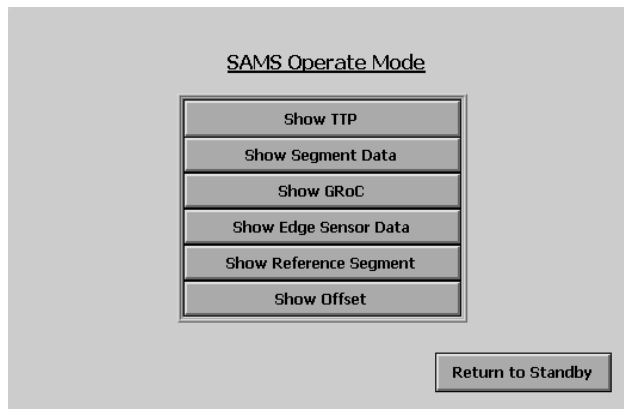 SAMS Operate Mode
Show TTP
Show Segment Data
Show GRoC
Show Edge Sensor Data
Show Reference Segment
Show Offset
Return to Standby